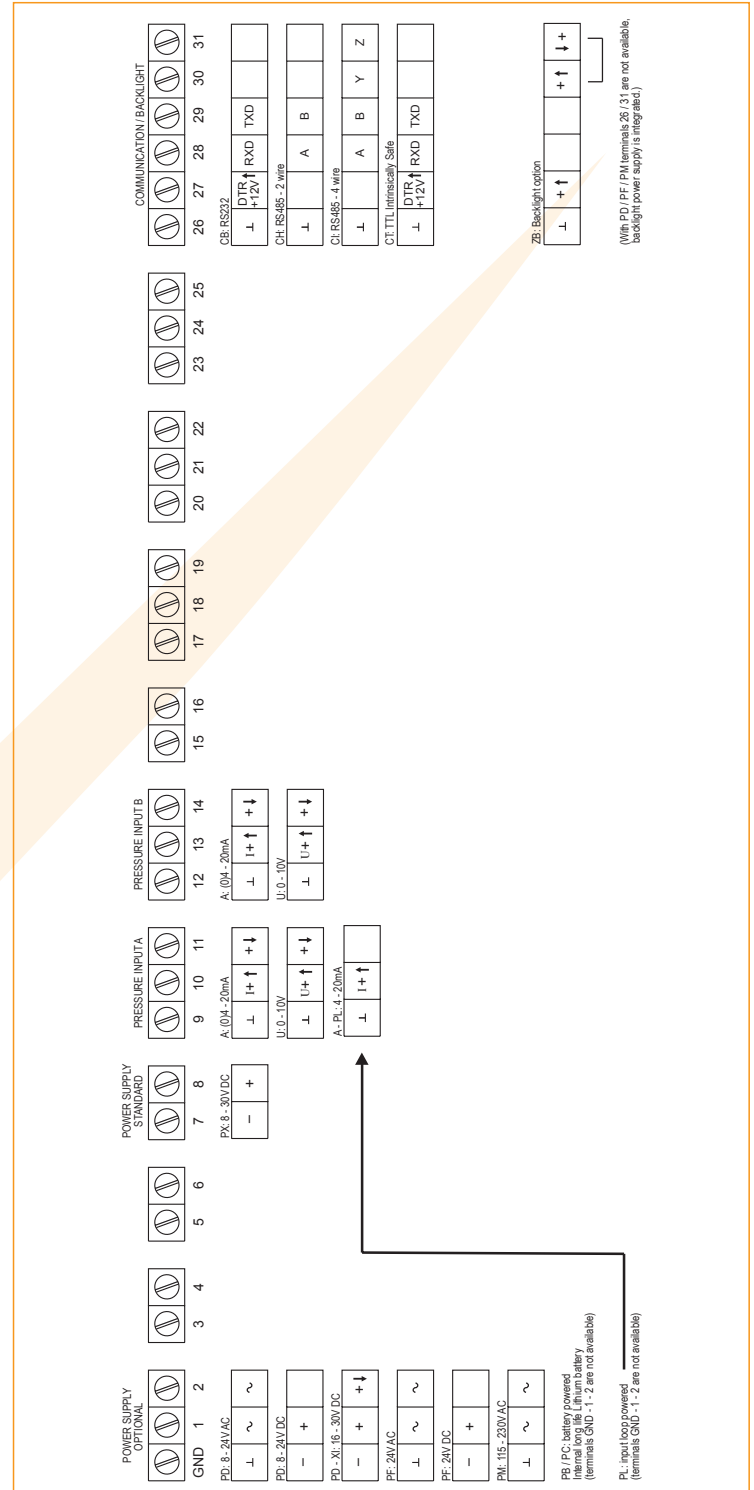 POWER SUPPLY
OPTIONAL
GND 1 2
PD: 8 - 24V AC
⊥ ~ ~
PD: 8 - 24V DC
– +
PD - XI: 16 - 30V DC
– + +↓
PF: 24V AC
⊥ ~ ~
PF: 24V DC
– +
PM: 115 - 230V AC
⊥ ~ ~
PB / PC: battery powered
Internal long life Lithium battery
(terminals GND - 1 - 2 are not available)
PL: input loop powered
(terminals GND - 1 - 2 are not available)
3 4
5 6
POWER SUPPLY
STANDARD
7 8
PX: 8 - 30V DC
– +
PRESSURE INPUT A
9 10 11
A: (0)4 - 20mA
⊥ I+↑ +↓
U: 0 - 10V
⊥ U+↑ +↓
A - PL: 4 - 20mA
⊥ I+↑
PRESSURE INPUT B
12 13 14
A: (0)4 - 20mA
⊥ I+↑ +↓
U: 0 - 10V
⊥ U+↑ +↓
15 16
17 18 19
20 21 22
23 24 25
COMMUNICATION / BACKLIGHT
26 27 28 29 30 31
CB: RS232
⊥ DTR +12V↑ RXD TXD
CH: RS485 - 2 wire
⊥ A B
CI: RS485 - 4 wire
⊥ A B Y Z
CT: TTL Intrinsically Safe
⊥ DTR +12V↑ RXD TXD
ZB: Backlight option
⊥ +↑ +↑ ↓+
(With PD / PF / PM terminals 26 / 31 are not available,
backlight power supply is integrated.)